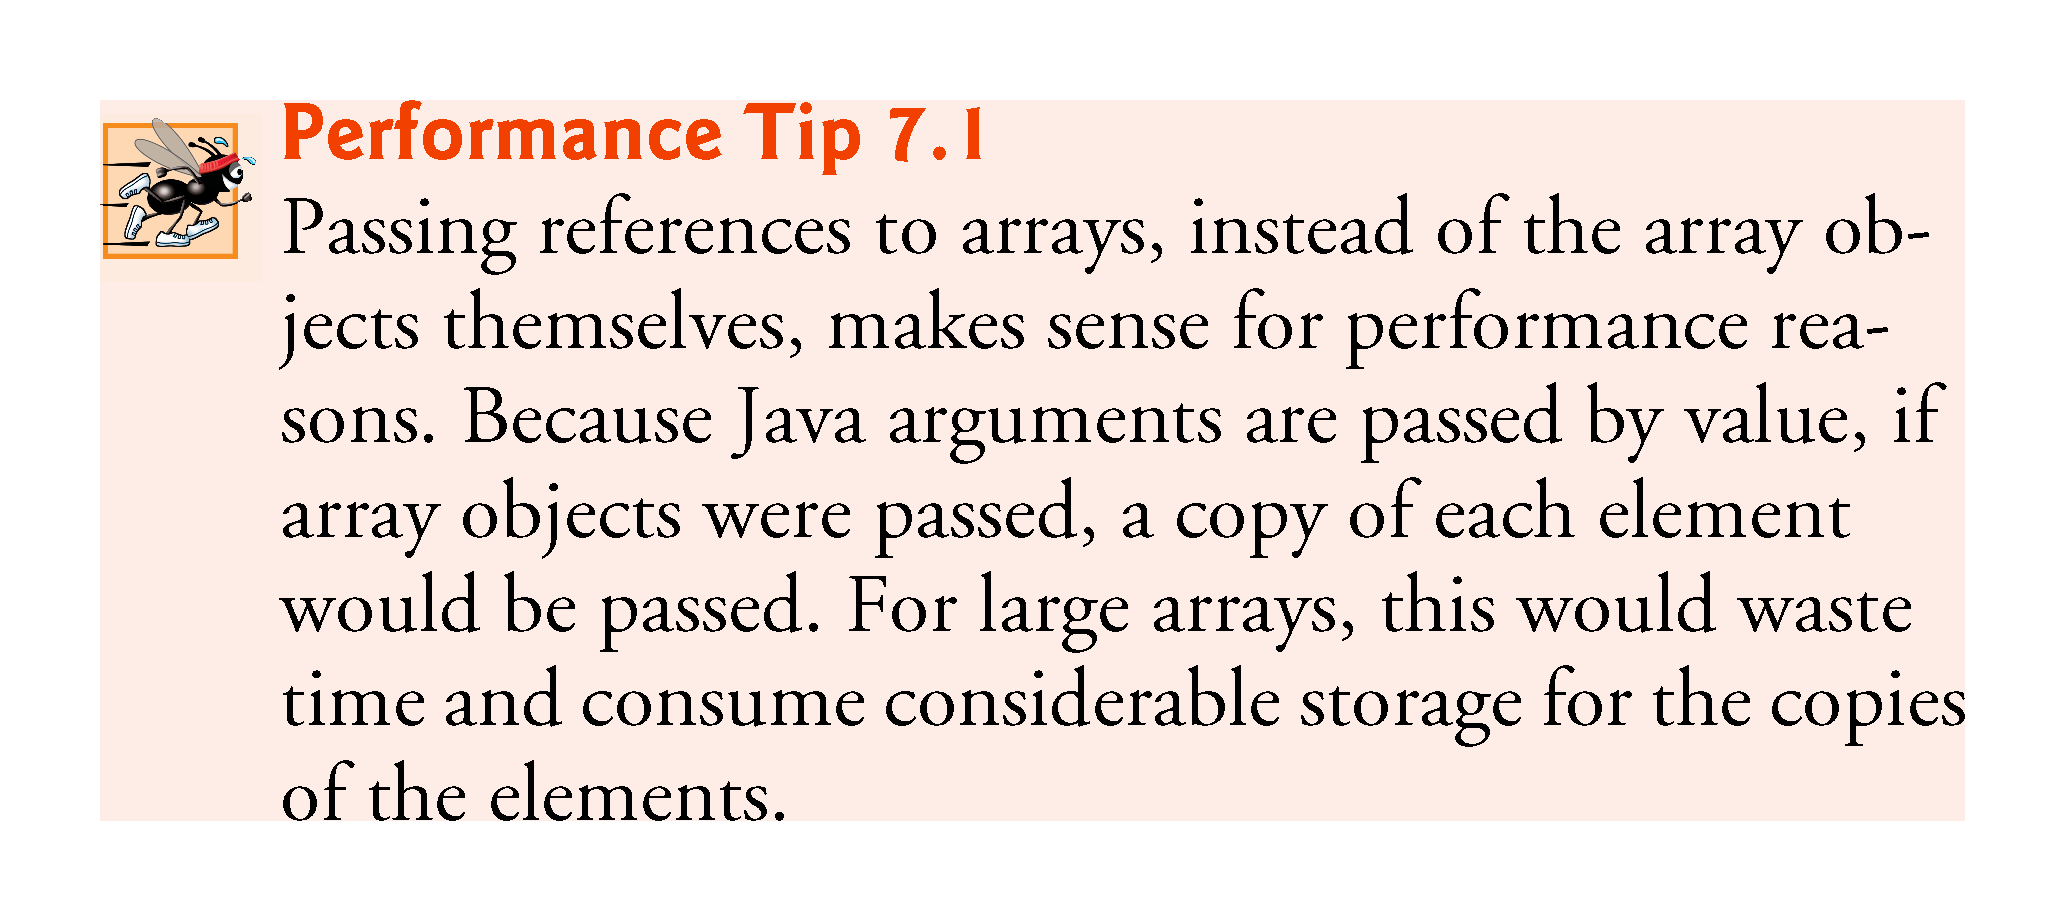 Performance Tip 7.1
Passing references to arrays, instead of the array ob-
jects themselves, makes sense for performance rea-
sons. Because Java arguments are passed by value, if
array objects were passed, a copy of each element
would be passed. For large arrays, this would waste
time and consume considerable storage for the copies
of the elements.